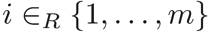 i ∈_R {1, . . . , m}